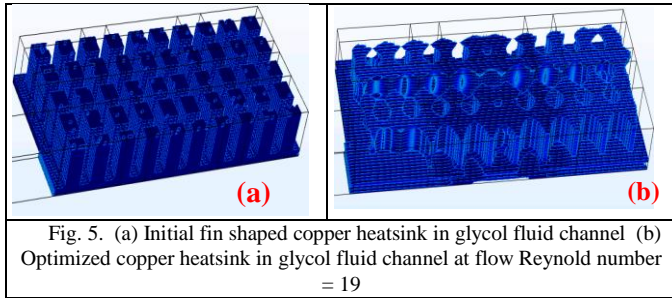 (a)
(b)
Fig. 5. (a) Initial fin shaped copper heatsink in glycol fluid channel (b)
Optimized copper heatsink in glycol fluid channel at flow Reynold number
= 19